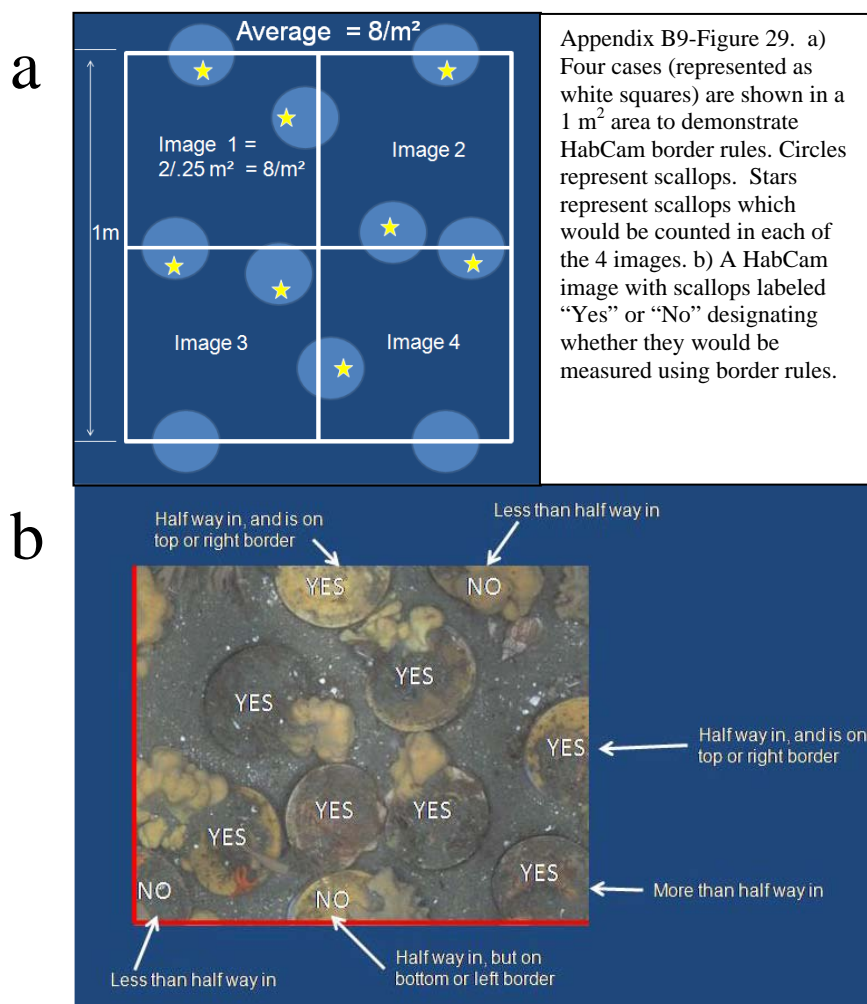 a
Average = 8/m²
Image 1 =
2/.25 m² = 8/m²
Image 2
1m
Image 3
Image 4
Appendix B9-Figure 29. a)
Four cases (represented as
white squares) are shown in a
1 m² area to demonstrate
HabCam border rules. Circles
represent scallops. Stars
represent scallops which
would be counted in each of
the 4 images. b) A HabCam
image with scallops labeled
“Yes” or “No” designating
whether they would be
measured using border rules.
b
Half way in, and is on
top or right border
Less than half way in
YES
NO
YES
YES
YES
Half way in, and is on
top or right border
YES
YES
YES
YES
More than half way in
NO
NO
Less than half way in
Half way in, but on
bottom or left border